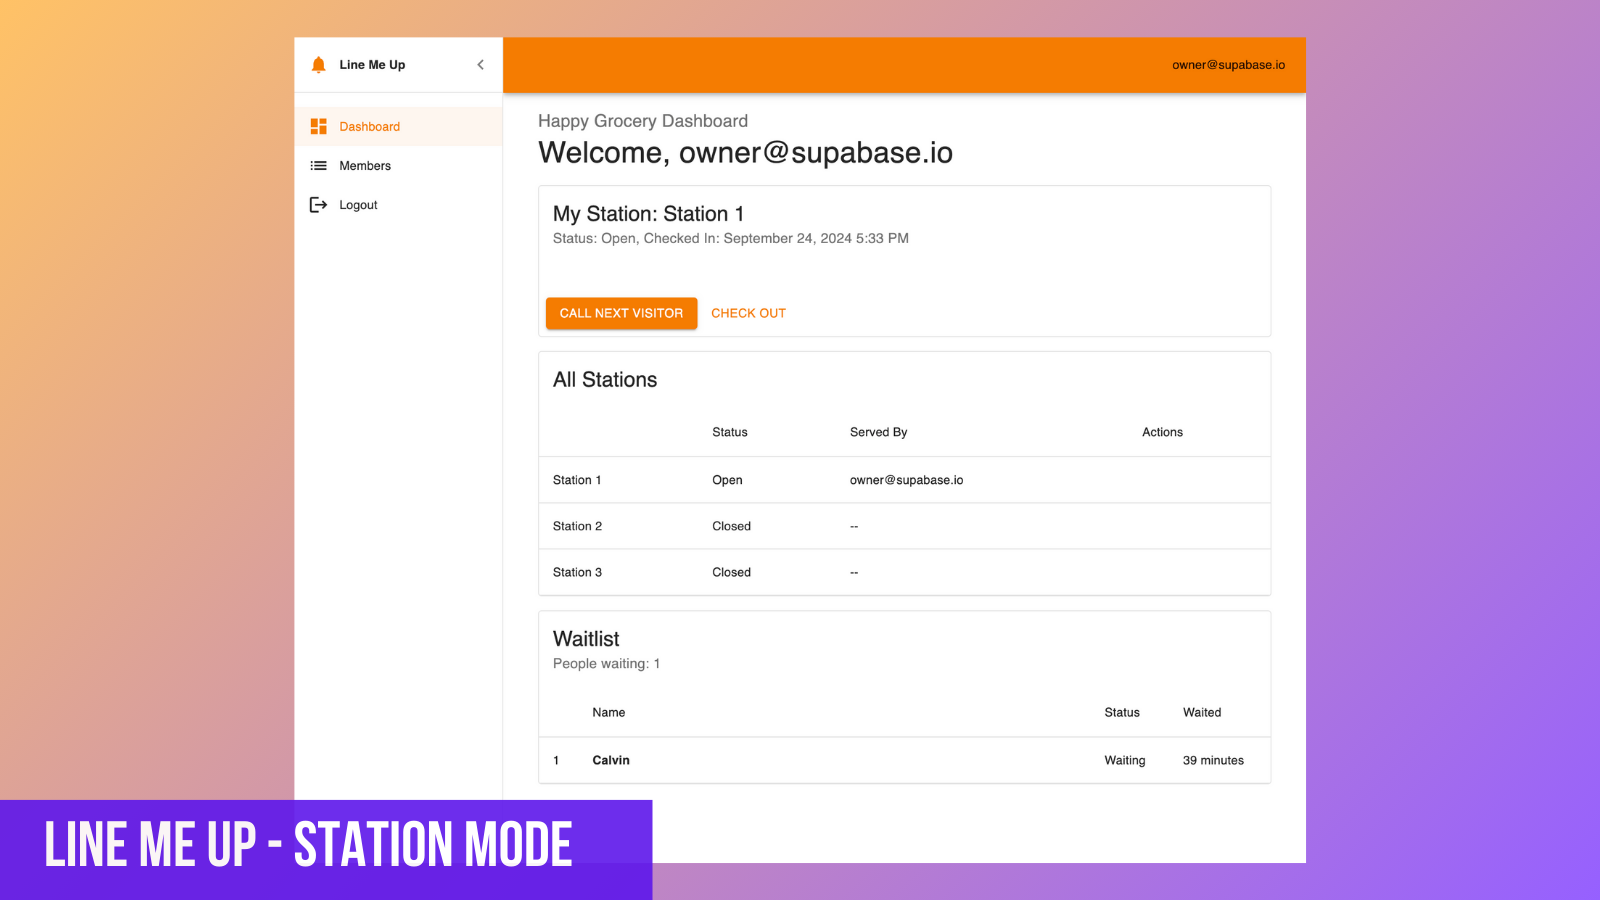 Line Me Up
owner@supabase.io
Dashboard
Members
Logout
Happy Grocery Dashboard
Welcome, owner@supabase.io
My Station: Station 1
Status: Open, Checked In: September 24, 2024 5:33 PM
CALL NEXT VISITOR CHECK OUT
All Stations
Status Served By Actions
Station 1 Open owner@supabase.io
Station 2 Closed --
Station 3 Closed --
Waitlist
People waiting: 1
Name Status Waited
1 Calvin Waiting 39 minutes
LINE ME UP - STATION MODE